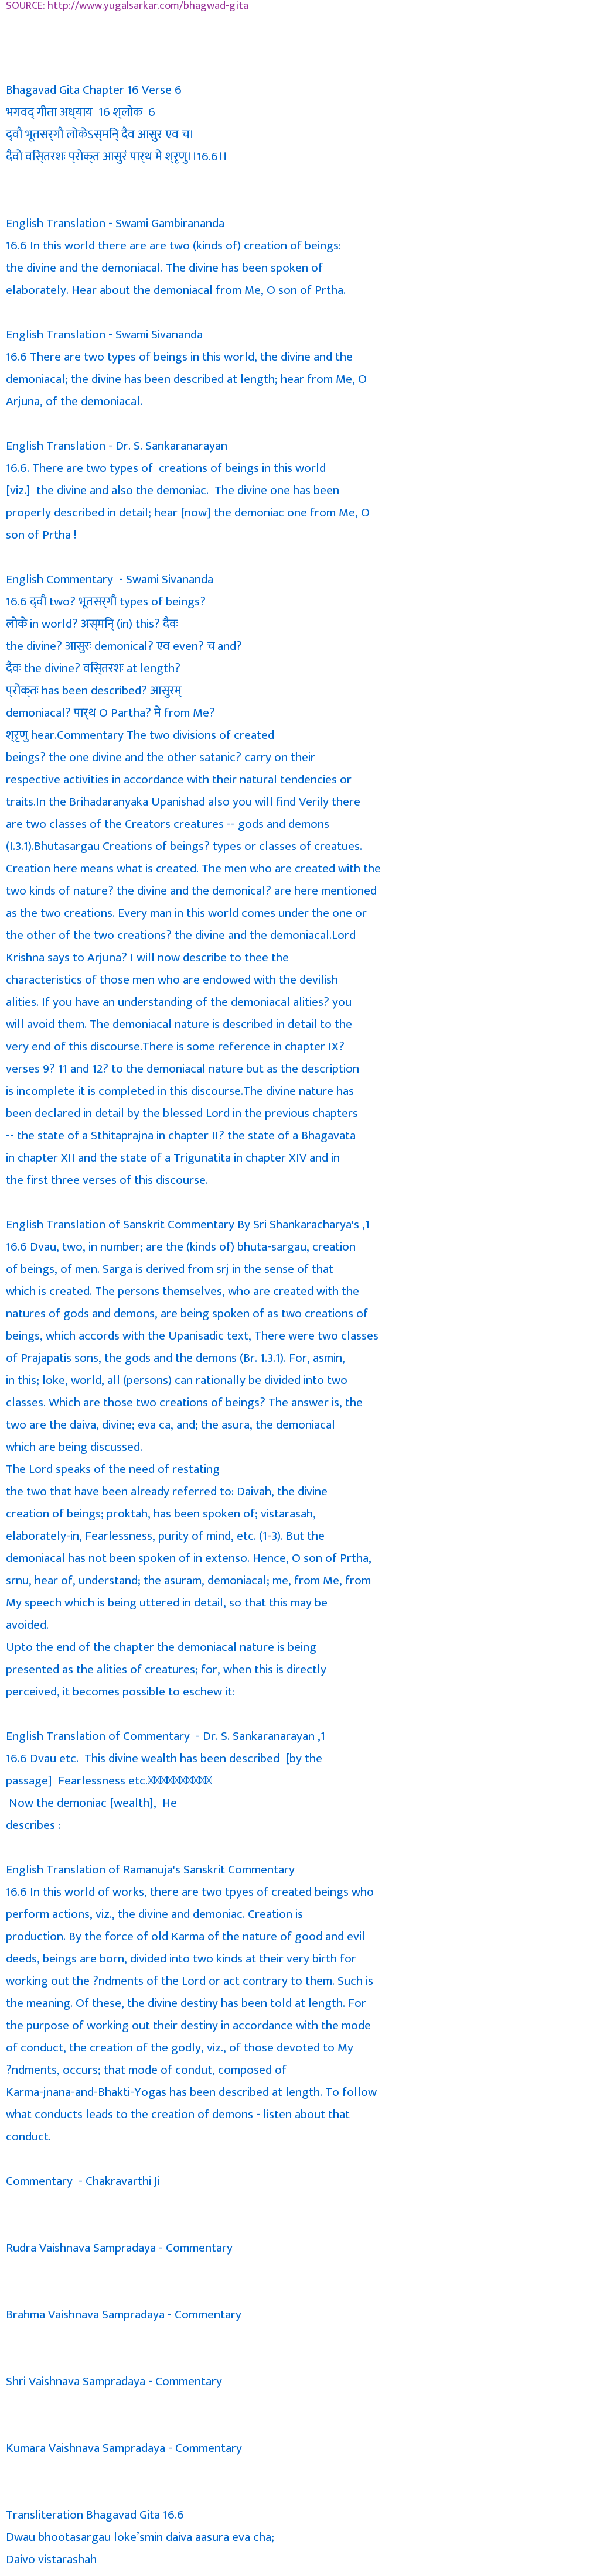 SOURCE: http://www.yugalsarkar.com/bhagwad-gita
Bhagavad Gita Chapter 16 Verse 6
भगवद् गीता अध्याय  16 श्लोक  6
द्वौ भूतसर्गौ लोकेऽस्मिन् दैव आसुर एव च।
दैवो विस्तरशः प्रोक्त आसुरं पार्थ मे श्रृणु।।16.6।।
English Translation - Swami Gambirananda
16.6 In this world there are are two (kinds of) creation of beings:
the divine and the demoniacal. The divine has been spoken of
elaborately. Hear about the demoniacal from Me, O son of Prtha.
English Translation - Swami Sivananda
16.6 There are two types of beings in this world, the divine and the
demoniacal; the divine has been described at length; hear from Me, O
Arjuna, of the demoniacal.
English Translation - Dr. S. Sankaranarayan
16.6. There are two types of  creations of beings in this world
[viz.]  the divine and also the demoniac.  The divine one has been
properly described in detail; hear [now] the demoniac one from Me, O
son of Prtha !
English Commentary  - Swami Sivananda
16.6 द्वौ two? भूतसर्गौ types of beings?
लोके in world? अस्मिन् (in) this? दैवः
the divine? आसुरः demonical? एव even? च and?
दैवः the divine? विस्तरशः at length?
प्रोक्तः has been described? आसुरम्
demoniacal? पार्थ O Partha? मे from Me?
श्रृणु hear.Commentary The two divisions of created
beings? the one divine and the other satanic? carry on their
respective activities in accordance with their natural tendencies or
traits.In the Brihadaranyaka Upanishad also you will find Verily there
are two classes of the Creators creatures -- gods and demons
(I.3.1).Bhutasargau Creations of beings? types or classes of creatues.
Creation here means what is created. The men who are created with the
two kinds of nature? the divine and the demonical? are here mentioned
as the two creations. Every man in this world comes under the one or
the other of the two creations? the divine and the demoniacal.Lord
Krishna says to Arjuna? I will now describe to thee the
characteristics of those men who are endowed with the devilish
alities. If you have an understanding of the demoniacal alities? you
will avoid them. The demoniacal nature is described in detail to the
very end of this discourse.There is some reference in chapter IX?
verses 9? 11 and 12? to the demoniacal nature but as the description
is incomplete it is completed in this discourse.The divine nature has
been declared in detail by the blessed Lord in the previous chapters
-- the state of a Sthitaprajna in chapter II? the state of a Bhagavata
in chapter XII and the state of a Trigunatita in chapter XIV and in
the first three verses of this discourse.
English Translation of Sanskrit Commentary By Sri Shankaracharya's ,1
16.6 Dvau, two, in number; are the (kinds of) bhuta-sargau, creation
of beings, of men. Sarga is derived from srj in the sense of that
which is created. The persons themselves, who are created with the
natures of gods and demons, are being spoken of as two creations of
beings, which accords with the Upanisadic text, There were two classes
of Prajapatis sons, the gods and the demons (Br. 1.3.1). For, asmin,
in this; loke, world, all (persons) can rationally be divided into two
classes. Which are those two creations of beings? The answer is, the
two are the daiva, divine; eva ca, and; the asura, the demoniacal
which are being discussed.
The Lord speaks of the need of restating
the two that have been already referred to: Daivah, the divine
creation of beings; proktah, has been spoken of; vistarasah,
elaborately-in, Fearlessness, purity of mind, etc. (1-3). But the
demoniacal has not been spoken of in extenso. Hence, O son of Prtha,
srnu, hear of, understand; the asuram, demoniacal; me, from Me, from
My speech which is being uttered in detail, so that this may be
avoided.
Upto the end of the chapter the demoniacal nature is being
presented as the alities of creatures; for, when this is directly
perceived, it becomes possible to eschew it:
English Translation of Commentary  - Dr. S. Sankaranarayan ,1
16.6 Dvau etc.  This divine wealth has been described  [by the
passage]  Fearlessness etc.
Now the demoniac [wealth],  He
describes :
English Translation of Ramanuja's Sanskrit Commentary
16.6 In this world of works, there are two tpyes of created beings who
perform actions, viz., the divine and demoniac. Creation is
production. By the force of old Karma of the nature of good and evil
deeds, beings are born, divided into two kinds at their very birth for
working out the ?ndments of the Lord or act contrary to them. Such is
the meaning. Of these, the divine destiny has been told at length. For
the purpose of working out their destiny in accordance with the mode
of conduct, the creation of the godly, viz., of those devoted to My
?ndments, occurs; that mode of condut, composed of
Karma-jnana-and-Bhakti-Yogas has been described at length. To follow
what conducts leads to the creation of demons - listen about that
conduct.
Commentary  - Chakravarthi Ji
Rudra Vaishnava Sampradaya - Commentary
Brahma Vaishnava Sampradaya - Commentary
Shri Vaishnava Sampradaya - Commentary
Kumara Vaishnava Sampradaya - Commentary
Transliteration Bhagavad Gita 16.6
Dwau bhootasargau loke'smin daiva aasura eva cha;
Daivo vistarashah